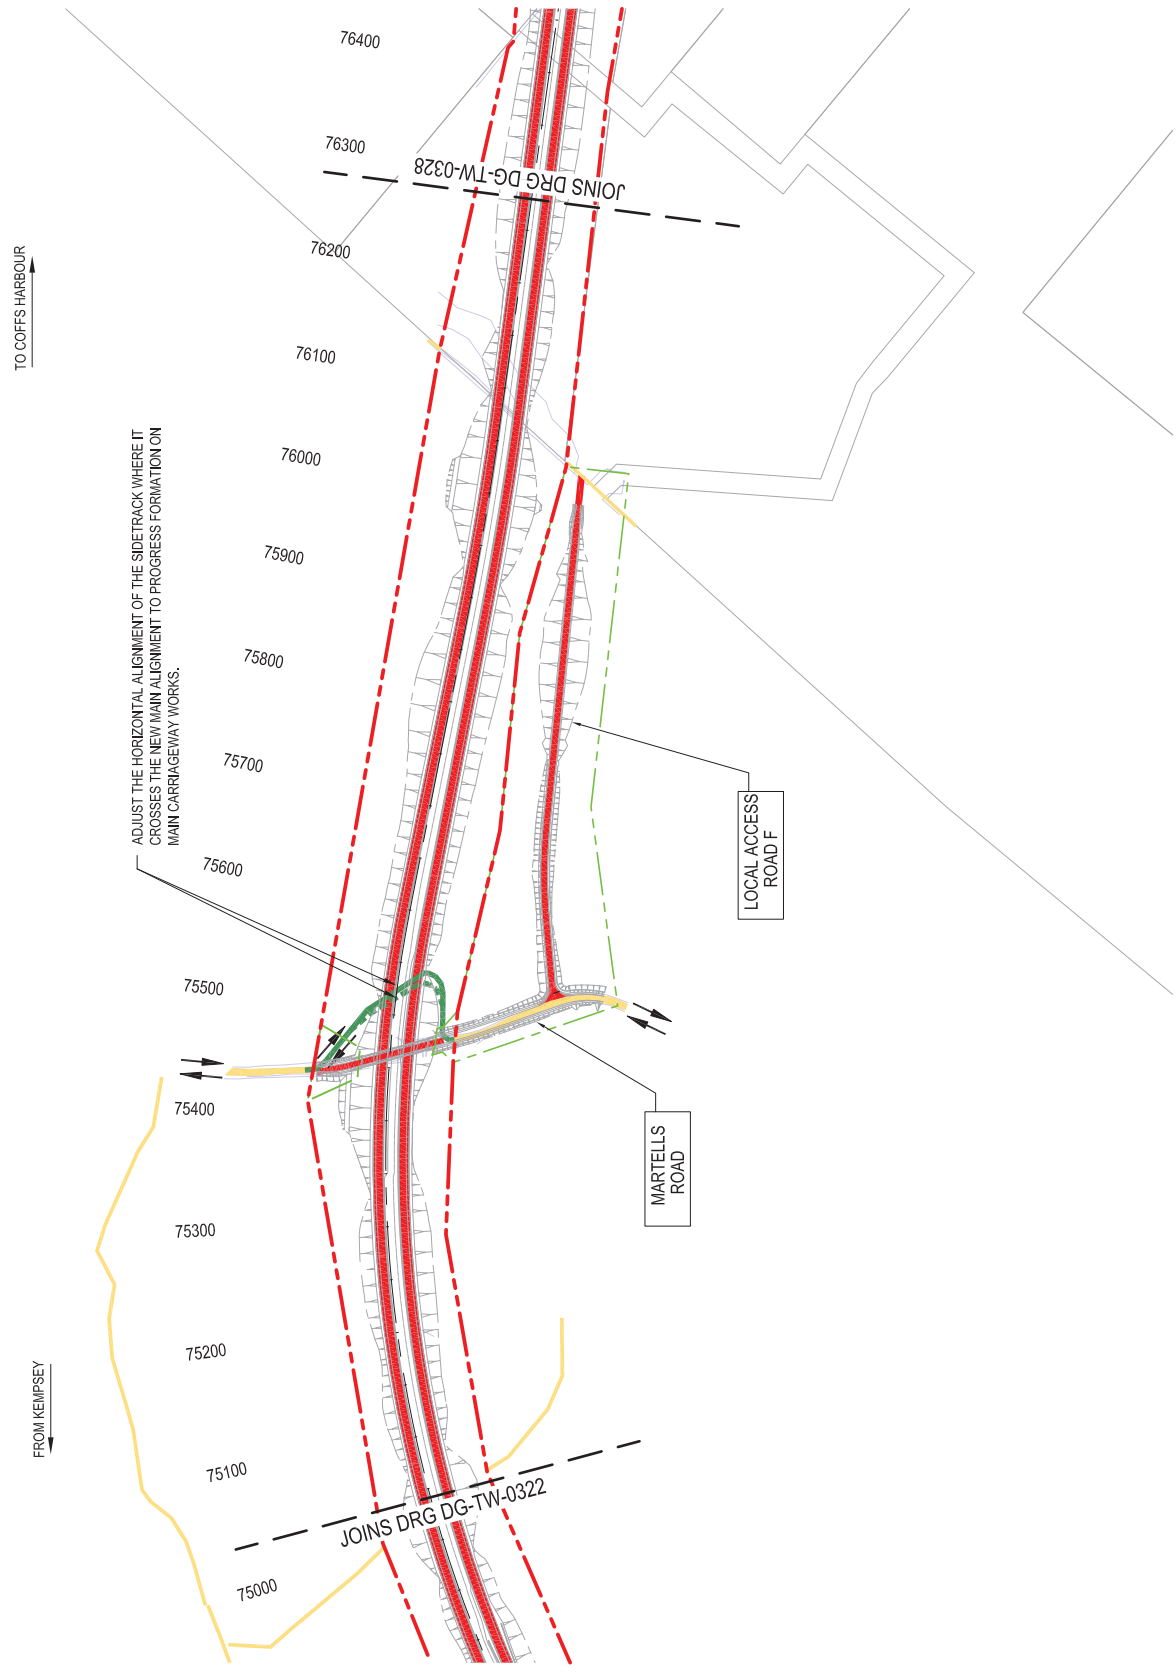 76400
76300
JOINS DRG DG-TW-0328
76200
TO COFFS HARBOUR
76100
ADJUST THE HORIZONTAL ALIGNMENT OF THE SIDETRACK WHERE IT
CROSSES THE NEW MAIN ALIGNMENT TO PROGRESS FORMATION ON
MAIN CARRIAGEWAY WORKS.
76000
75900
75800
75700
LOCAL ACCESS
ROAD F
75600
75500
75400
MARTELLS
ROAD
75300
75200
FROM KEMPSEY
75100
JOINS DRG DG-TW-0322
75000